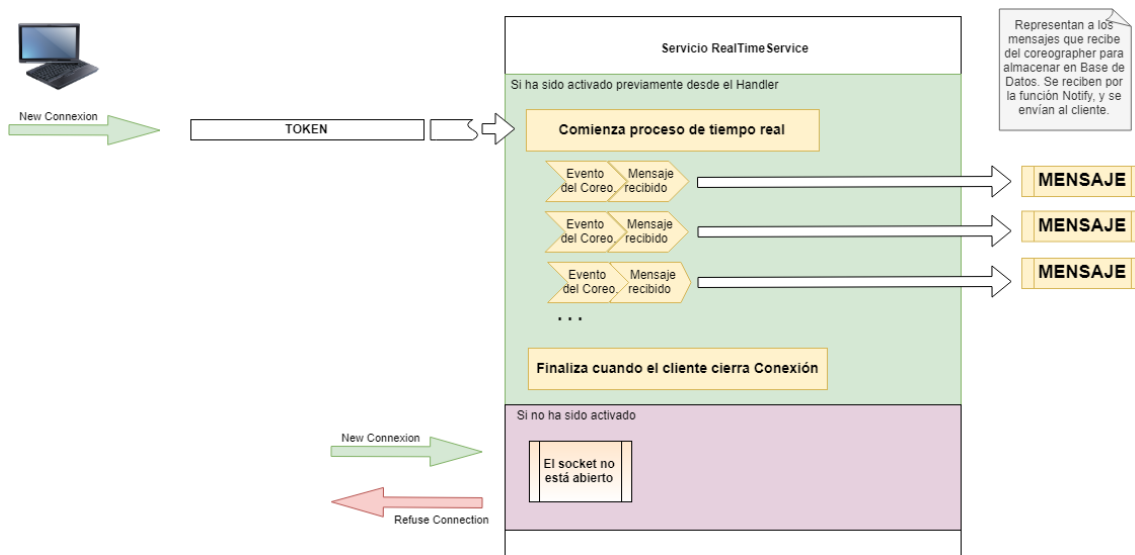 Servicio RealTimeService
Representan a los
mensajes que recibe
del coreographer para
almacenar en Base de
Datos. Se reciben por
la función Notify, y se
envían al cliente.
Si ha sido activado previamente desde el Handler
New Connexion
TOKEN
Comienza proceso de tiempo real
Evento
del Coreo.
Mensaje
recibido
MENSAJE
Evento
del Coreo.
Mensaje
recibido
MENSAJE
Evento
del Coreo.
Mensaje
recibido
MENSAJE
. . .
Finaliza cuando el cliente cierra Conexión
Si no ha sido activado
New Connexion
El socket no
está abierto
Refuse Connection